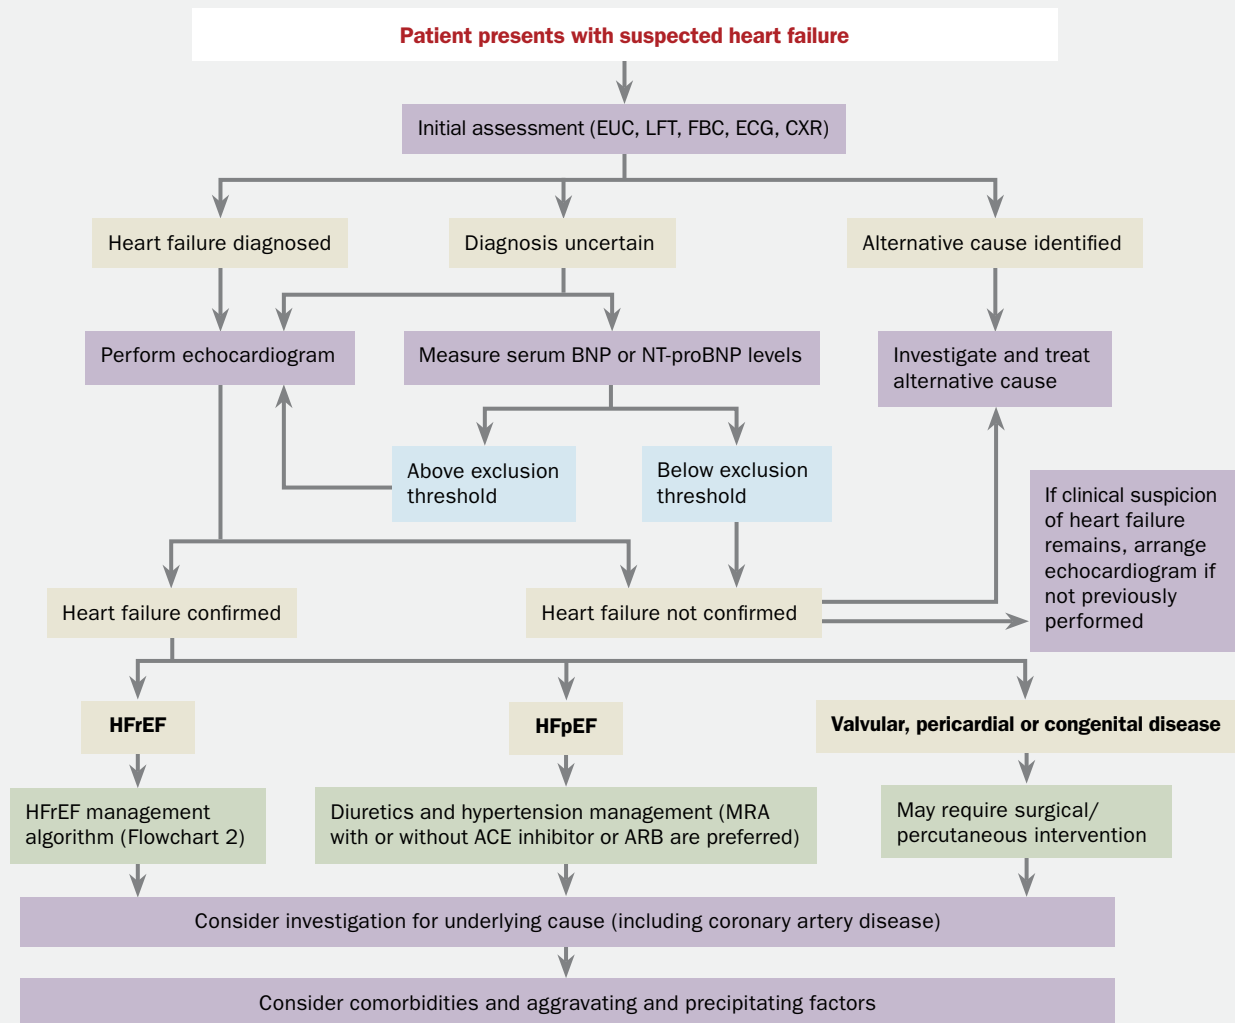 Patient presents with suspected heart failure
Initial assessment (EUC, LFT, FBC, ECG, CXR)
Heart failure diagnosed
Diagnosis uncertain
Alternative cause identified
Perform echocardiogram
Measure serum BNP or NT-proBNP levels
Investigate and treat
alternative cause
Above exclusion
threshold
Below exclusion
threshold
If clinical suspicion
of heart failure
remains, arrange
echocardiogram if
not previously
performed
Heart failure confirmed
Heart failure not confirmed
HFrEF
HFpEF
Valvular, pericardial or congenital disease
HFrEF management
algorithm (Flowchart 2)
Diuretics and hypertension management (MRA
with or without ACE inhibitor or ARB are preferred)
May require surgical/
percutaneous intervention
Consider investigation for underlying cause (including coronary artery disease)
Consider comorbidities and aggravating and precipitating factors